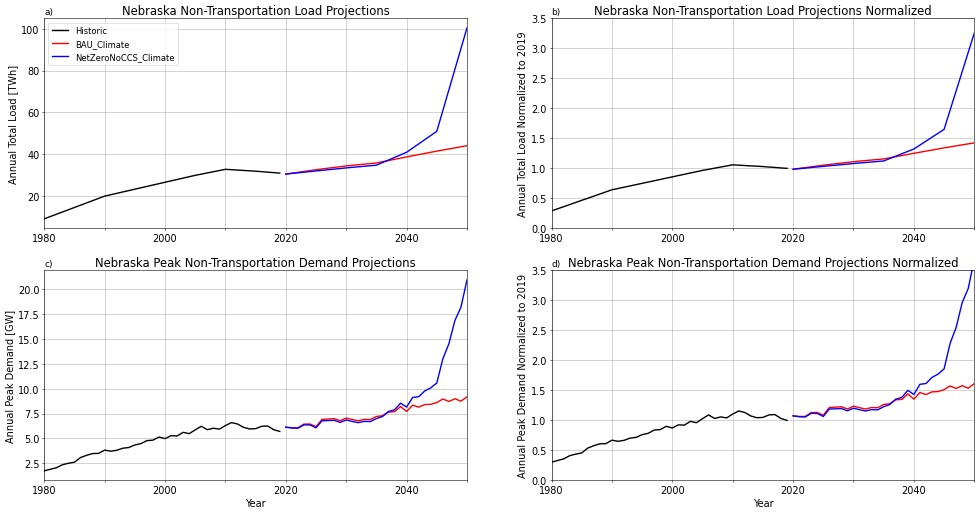 a)
Nebraska Non-Transportation Load Projections
Annual Total Load [TWh]
100
80
60
40
20
Historic
BAU_Climate
NetZeroNoCCS_Climate
1980
2000
2020
2040
b)
Nebraska Non-Transportation Load Projections Normalized
Annual Total Load Normalized to 2019
3.5
3.0
2.5
2.0
1.5
1.0
0.5
0.0
1980
2000
2020
2040
c)
Nebraska Peak Non-Transportation Demand Projections
Annual Peak Demand [GW]
20.0
17.5
15.0
12.5
10.0
7.5
5.0
2.5
1980
2000
2020
2040
Year
d)
Nebraska Peak Non-Transportation Demand Projections Normalized
Annual Peak Demand Normalized to 2019
3.5
3.0
2.5
2.0
1.5
1.0
0.5
0.0
1980
2000
2020
2040
Year